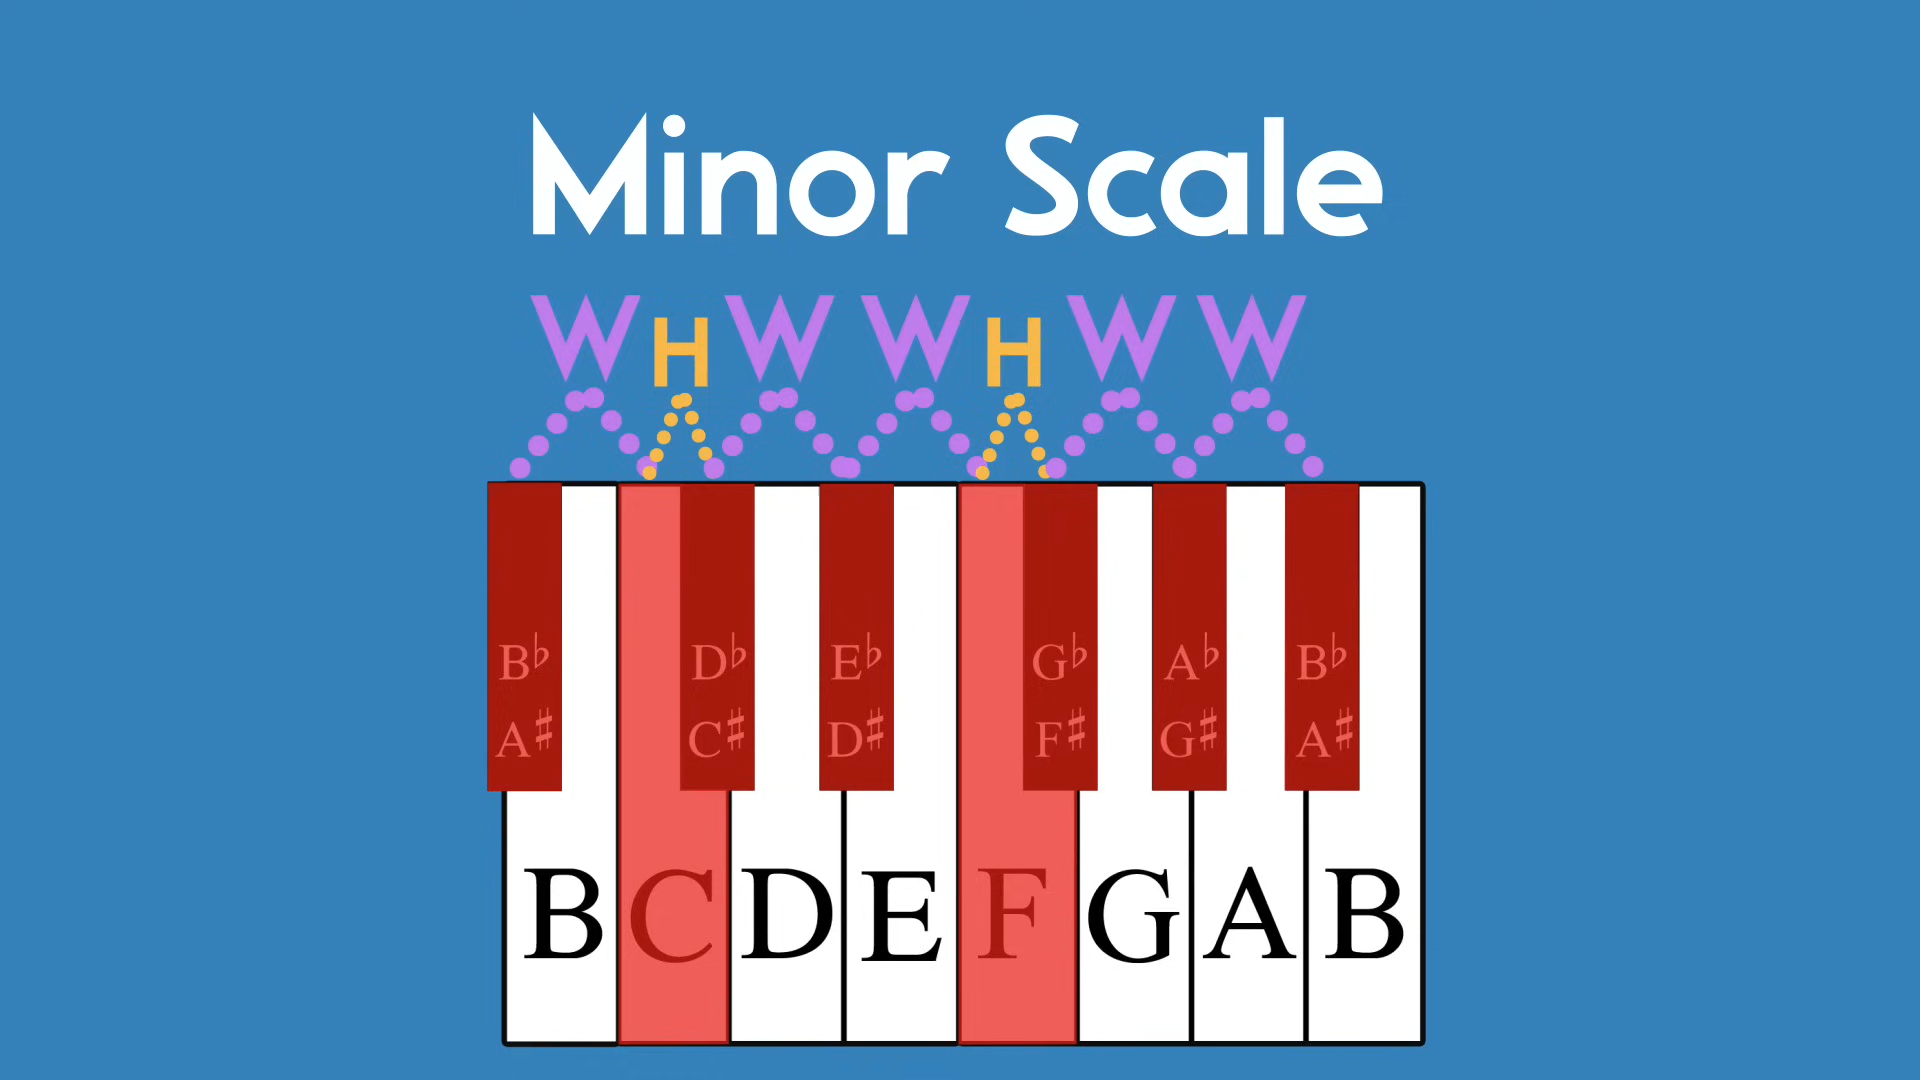 Minor Scale
W H W W H W W
B♭ D♭ E♭ G♭ A♭ B♭
A♯ C♯ D♯ F♯ G♯ A♯
B C D E F G A B